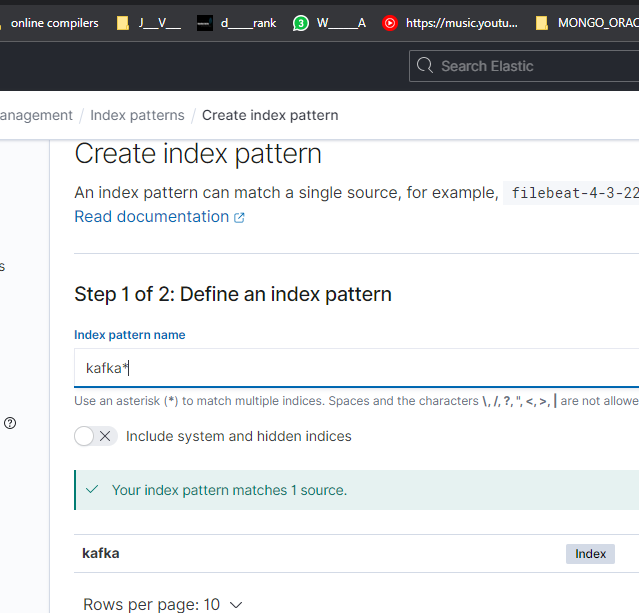 online compilers J___V___ d____rank 3 W_____A https://music.youtu... MONGO_ORAC
Search Elastic
anagement / Index patterns / Create index pattern
Create index pattern
An index pattern can match a single source, for example, filebeat-4-3-22
Read documentation
s
Step 1 of 2: Define an index pattern
Index pattern name
kafka*
Use an asterisk (*) to match multiple indices. Spaces and the characters \, /, ?, ", <, >, | are not allowe
Include system and hidden indices
Your index pattern matches 1 source.
kafka Index
Rows per page: 10